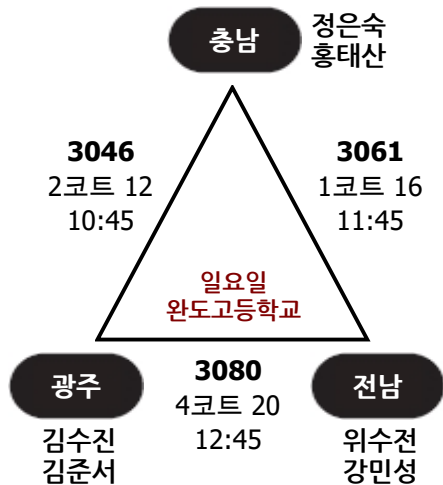 충남
정은숙
홍태산
3046
2코트 12
10:45
3061
1코트 16
11:45
일요일
완도고등학교
광주
김수진
김준서
3080
4코트 20
12:45
전남
위수전
강민성